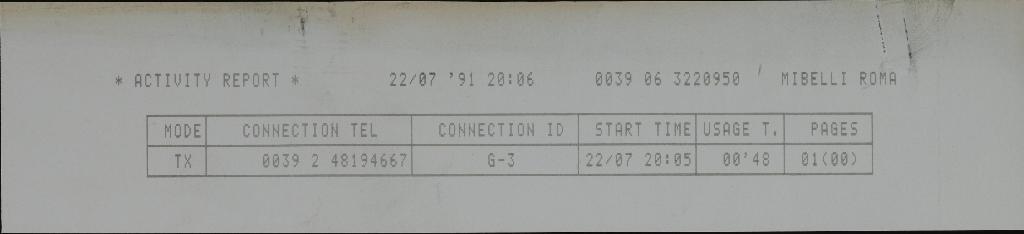 * ACTIVITY REPORT * 22/07 '91 20:06 0039 06 3220950 MIBELLI ROMA
MODE CONNECTION TEL CONNECTION ID START TIME USAGE T. PAGES
TX 0039 2 48194667 G-3 22/07 20:05 00'48 01(00)